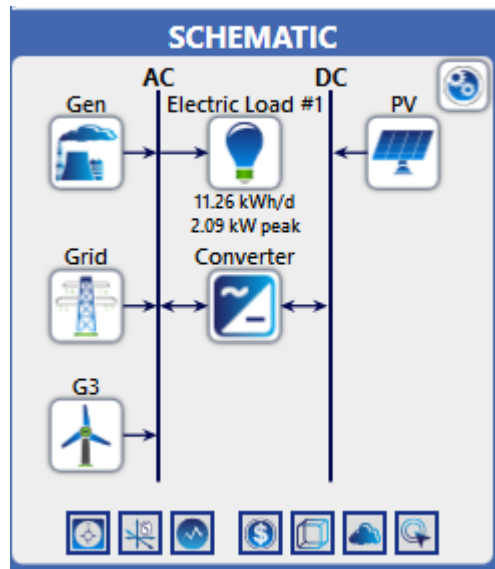 SCHEMATIC
AC DC
Gen Electric Load #1 PV
11.26 kWh/d
2.09 kW peak
Grid Converter
G3